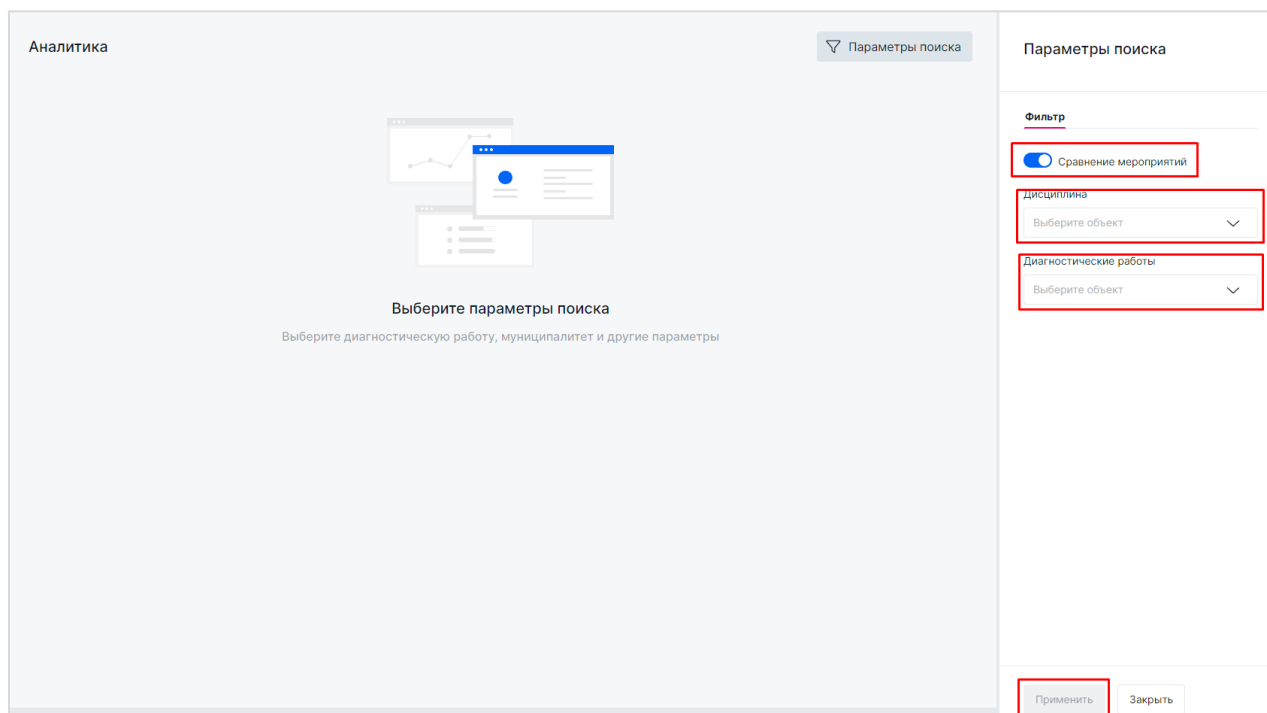 Аналитика
Параметры поиска
Выберите параметры поиска
Выберите диагностическую работу, муниципалитет и другие параметры
Параметры поиска
Фильтр
Сравнение мероприятий
Дисциплина
Выберите объект
Диагностические работы
Выберите объект
Применить
Закрыть